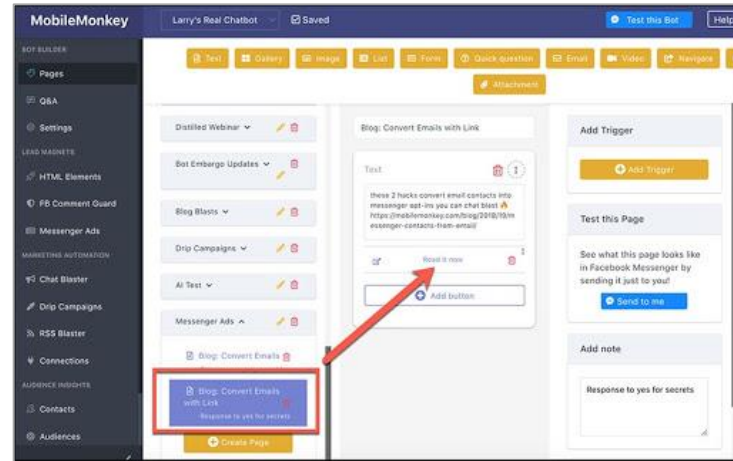 MobileMonkey
Larry's Real Chatbot
Saved
Test this Bot
Help
BOT BUILDER
Pages
Q&A
Settings
LEAD MAGNETS
HTML Elements
FB Comment Guard
Messenger Ads
MARKETING AUTOMATION
Chat Blaster
Drip Campaigns
RSS Blaster
Connections
AUDIENCE INSIGHTS
Contacts
Audiences
Text
Gallery
Image
List
Form
Quick question
Email
Video
Navigate
Attachment
Distilled Webinar
Bot Embargo Updates
Blog Blasts
Drip Campaigns
AI Test
Messenger Ads
Blog: Convert Emails
Blog: Convert Emails
with Link
-Response to yes for secrets
Create Page
Blog: Convert Emails with Link
Text
these 2 hacks convert email contacts into
messenger opt-ins you can chat blast 🔥
https://mobilemonkey.com/blog/2018/10/m
essenger-contacts-from-email/
Read it now
Add button
Add Trigger
Add Trigger
Test this Page
See what this page looks like
in Facebook Messenger by
sending it just to you!
Send to me
Add note
Response to yes for secrets